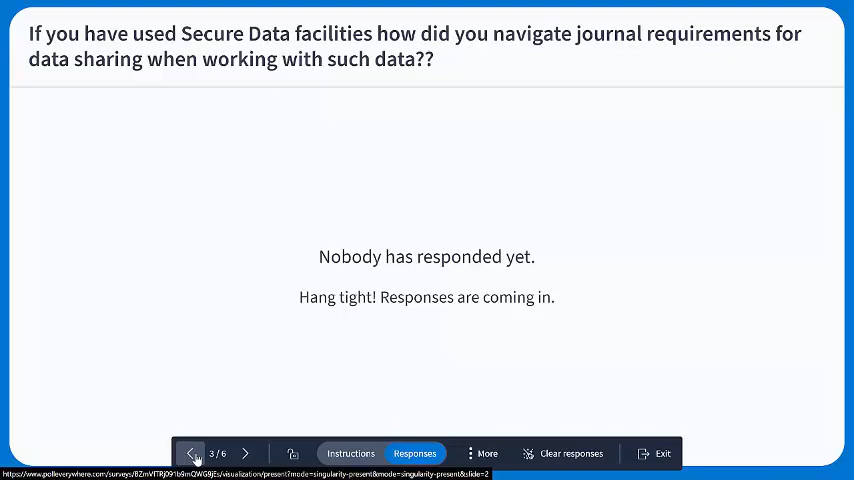 If you have used Secure Data facilities how did you navigate journal requirements for
data sharing when working with such data??
Nobody has responded yet.
Hang tight! Responses are coming in.
3 / 6
Instructions
Responses
More
Clear responses
Exit